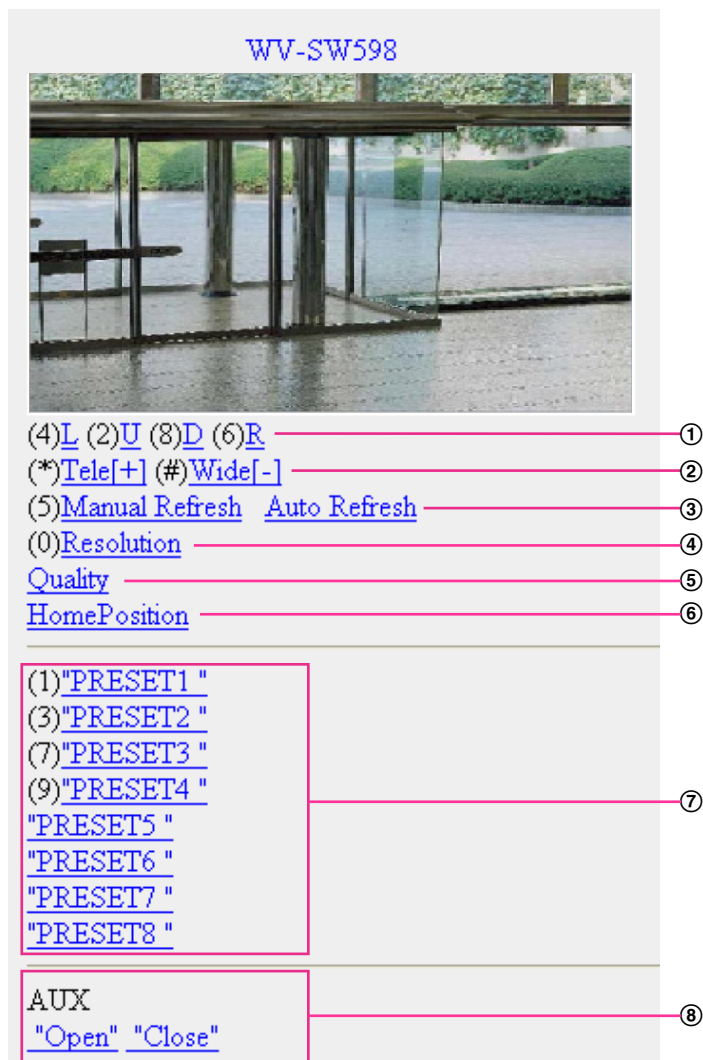 WV-SW598
(4)L (2)U (8)D (6)R ①
(*)Tele[+] (#)Wide[-] ②
(5)Manual Refresh Auto Refresh ③
(0)Resolution ④
Quality ⑤
HomePosition ⑥
(1)"PRESET1 "
(3)"PRESET2 "
(7)"PRESET3 "
(9)"PRESET4 " ⑦
"PRESET5 "
"PRESET6 "
"PRESET7 "
"PRESET8 "
AUX ⑧
"Open" "Close"